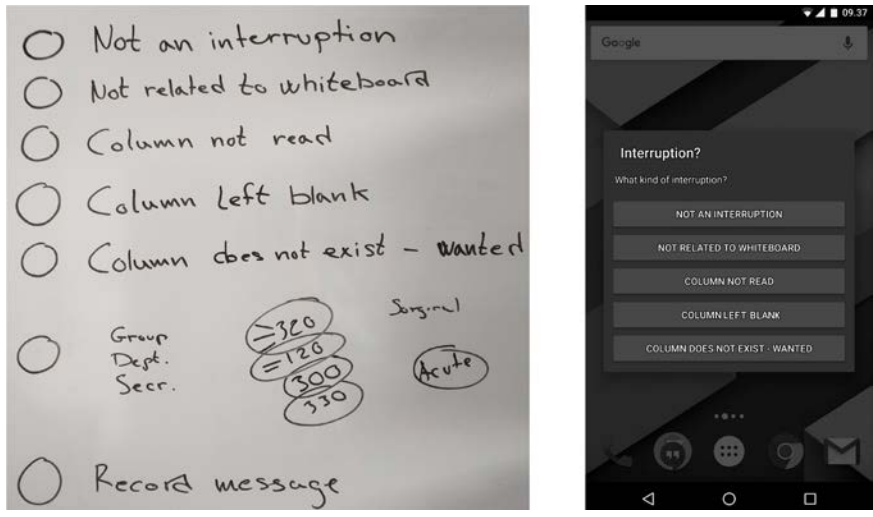 Not an interruption
Not related to whiteboard
Column not read
Column left blank
Column does not exist - wanted
Group
Dept.
Secr.
=320
=120
300
330
Acute
Record message
09.37
Google
Interruption?
What kind of interruption?
NOT AN INTERRUPTION
NOT RELATED TO WHITEBOARD
COLUMN NOT READ
COLUMN LEFT BLANK
COLUMN DOES NOT EXIST - WANTED